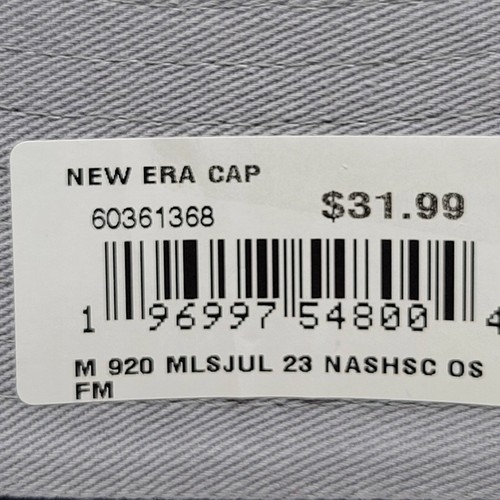 NEW ERA CAP
60361368 $31.99
1 96997 54800 4
M 920 MLSJUL 23 NASHSC OS
FM